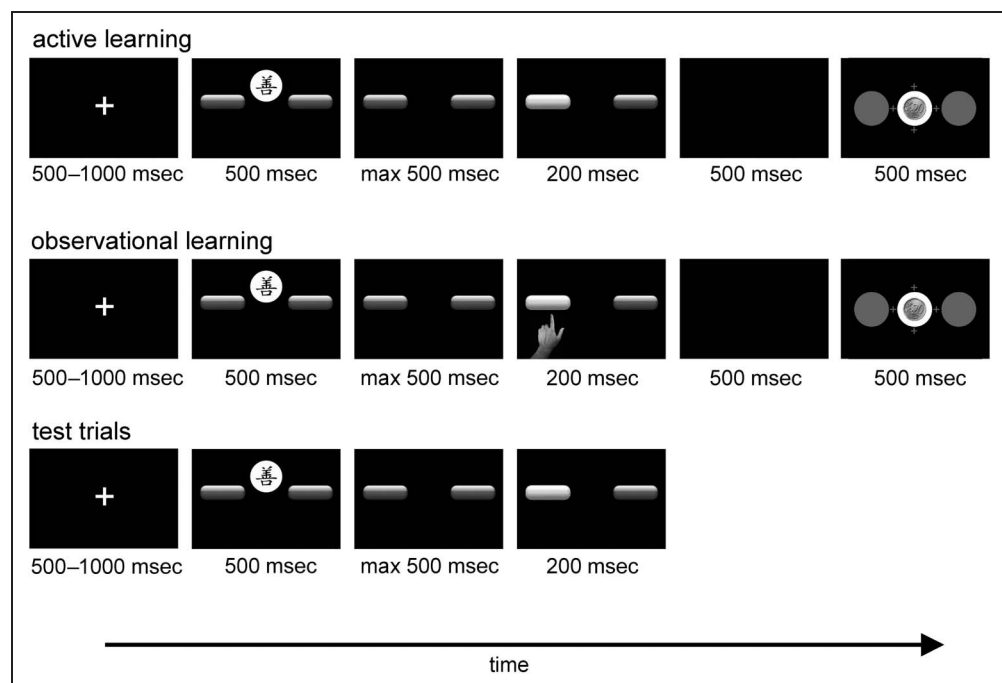 active learning
+
善
500–1000 msec 500 msec max 500 msec 200 msec 500 msec 500 msec
observational learning
+
善
500–1000 msec 500 msec max 500 msec 200 msec 500 msec 500 msec
test trials
+
善
500–1000 msec 500 msec max 500 msec 200 msec
time